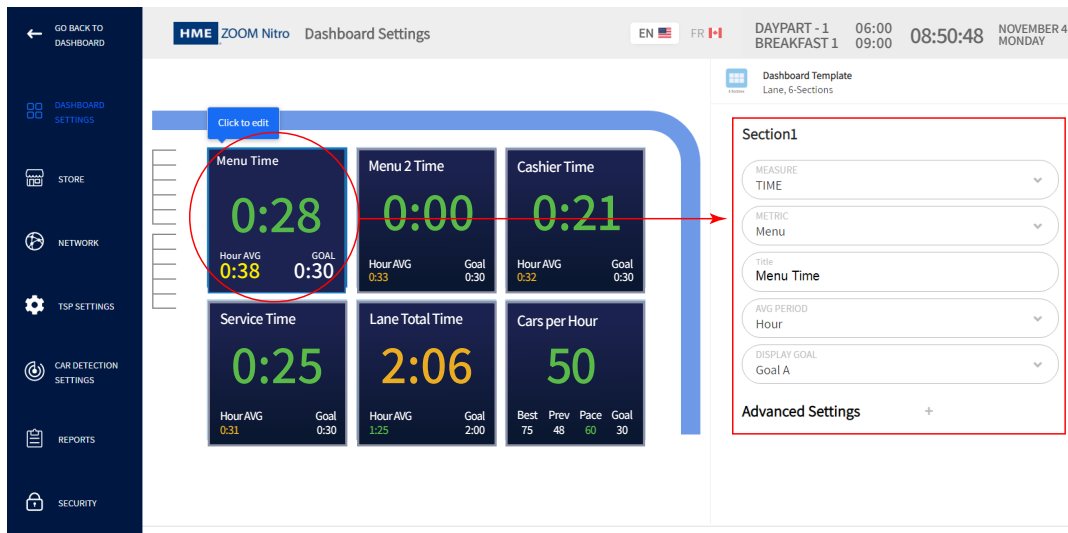 GO BACK TO
DASHBOARD
HME ZOOM Nitro Dashboard Settings
EN FR
DAYPART - 1 06:00
BREAKFAST 1 09:00
08:50:48
NOVEMBER 4
MONDAY
DASHBOARD
SETTINGS
STORE
NETWORK
TSP SETTINGS
CAR DETECTION
SETTINGS
REPORTS
SECURITY
Click to edit
Menu Time
0:28
Hour AVG GOAL
0:38 0:30
Menu 2 Time
0:00
Hour AVG Goal
0:33 0:30
Cashier Time
0:21
Hour AVG Goal
0:32 0:30
Service Time
0:25
Hour AVG Goal
0:31 0:30
Lane Total Time
2:06
Hour AVG Goal
1:25 2:00
Cars per Hour
50
Best Prev Pace Goal
75 48 60 30
Dashboard Template
Lane, 6-Sections
Section1
MEASURE
TIME
METRIC
Menu
Title
Menu Time
AVG PERIOD
Hour
DISPLAY GOAL
Goal A
Advanced Settings +